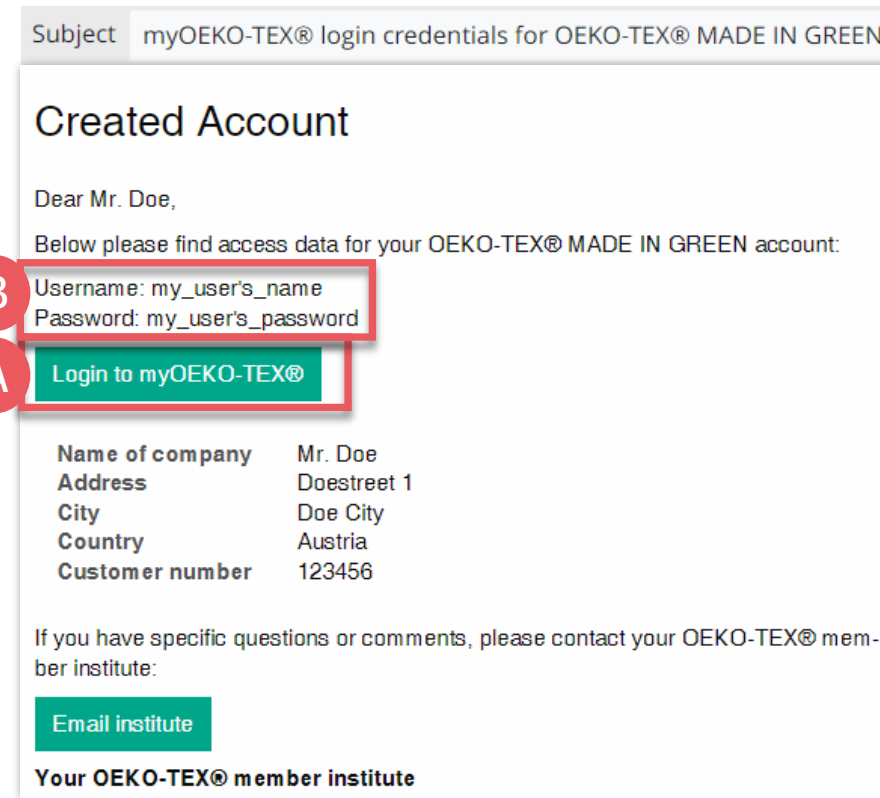 Subject myOEKO-TEX® login credentials for OEKO-TEX® MADE IN GREEN
Created Account
Dear Mr. Doe,
Below please find access data for your OEKO-TEX® MADE IN GREEN account:
B
Username: my_user's_name
Password: my_user's_password
A
Login to myOEKO-TEX®
Name of company Mr. Doe
Address Doestreet 1
City Doe City
Country Austria
Customer number 123456
If you have specific questions or comments, please contact your OEKO-TEX® mem-
ber institute:
Email institute
Your OEKO-TEX® member institute